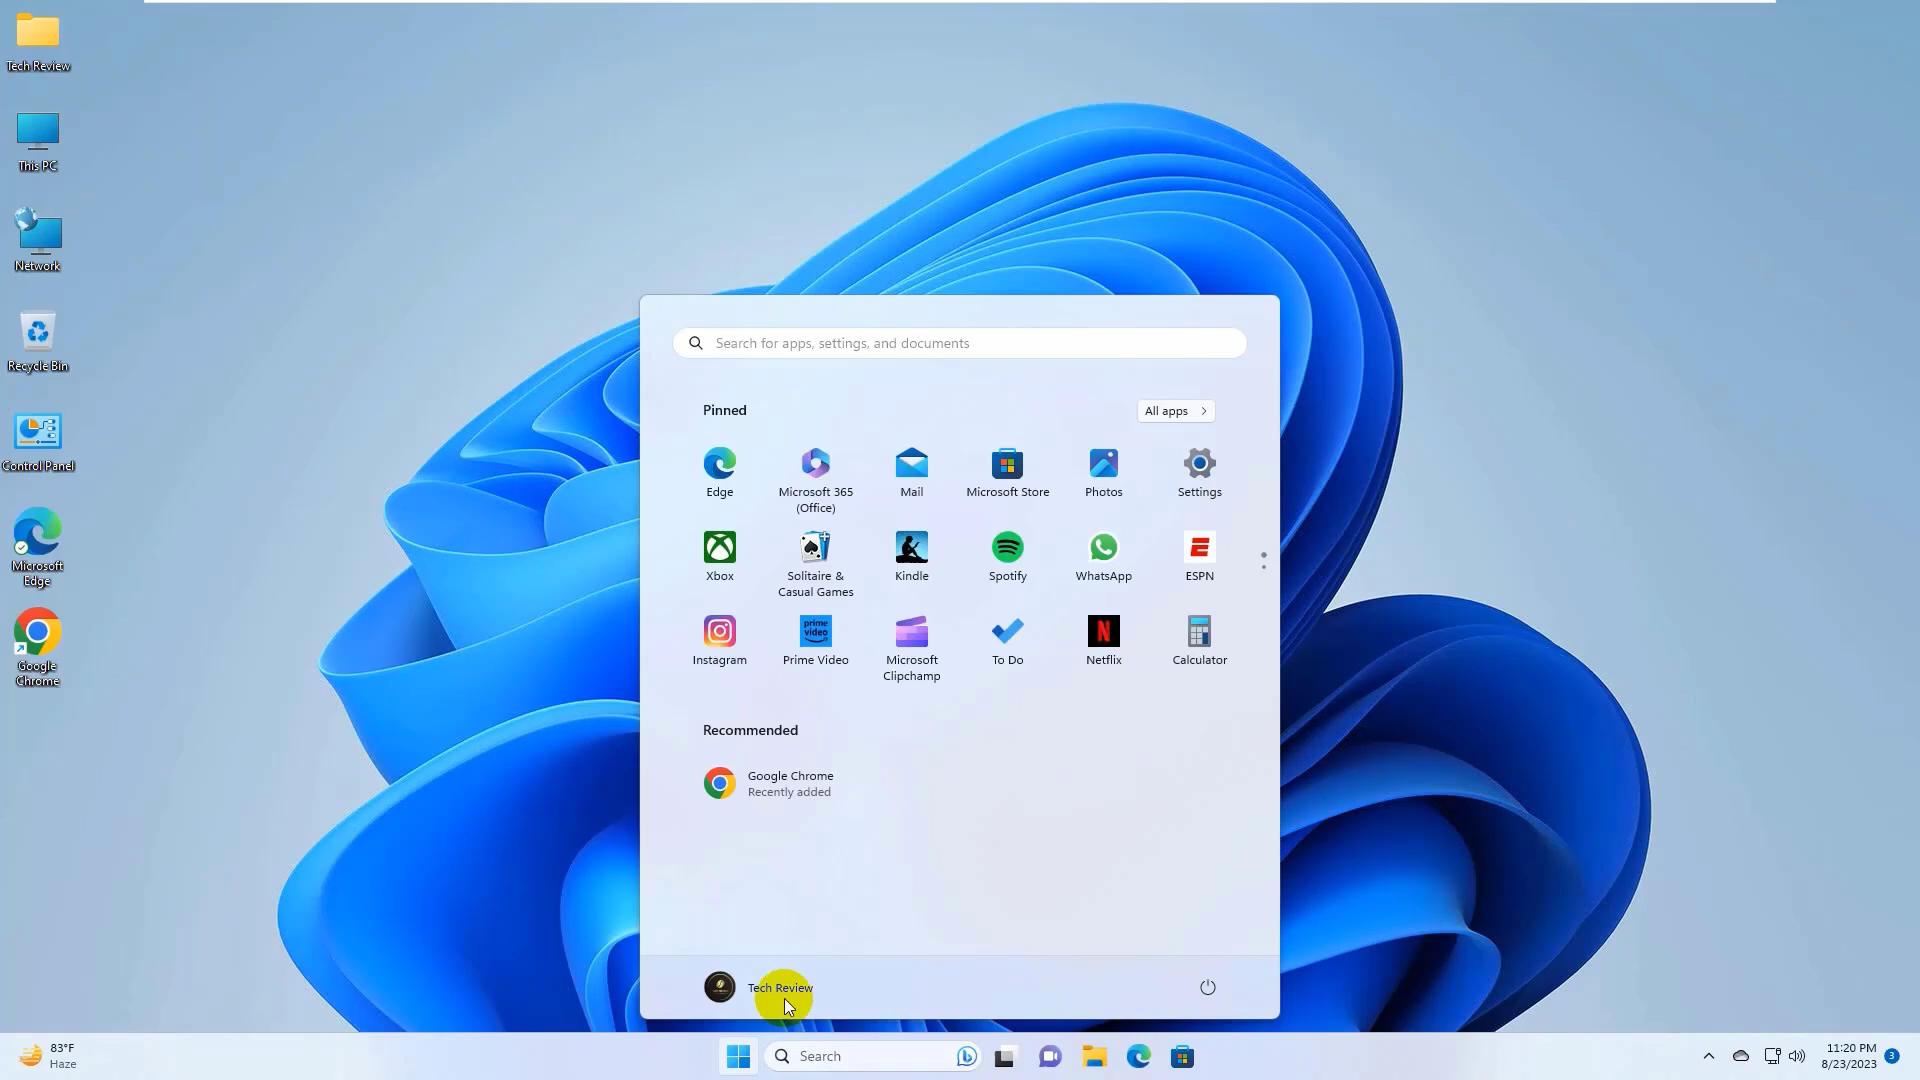 Tech Review
This PC
Network
Recycle Bin
Control Panel
Microsoft
Edge
Google
Chrome
Search for apps, settings, and documents
Pinned
All apps
Edge
Microsoft 365
(Office)
Mail
Microsoft Store
Photos
Settings
Xbox
Solitaire &
Casual Games
Kindle
Spotify
WhatsApp
ESPN
Instagram
prime
video
Prime Video
Microsoft
Clipchamp
To Do
N
Netflix
Calculator
Recommended
Google Chrome
Recently added
Tech Review
83°F
Haze
Search
11:20 PM
8/23/2023
3